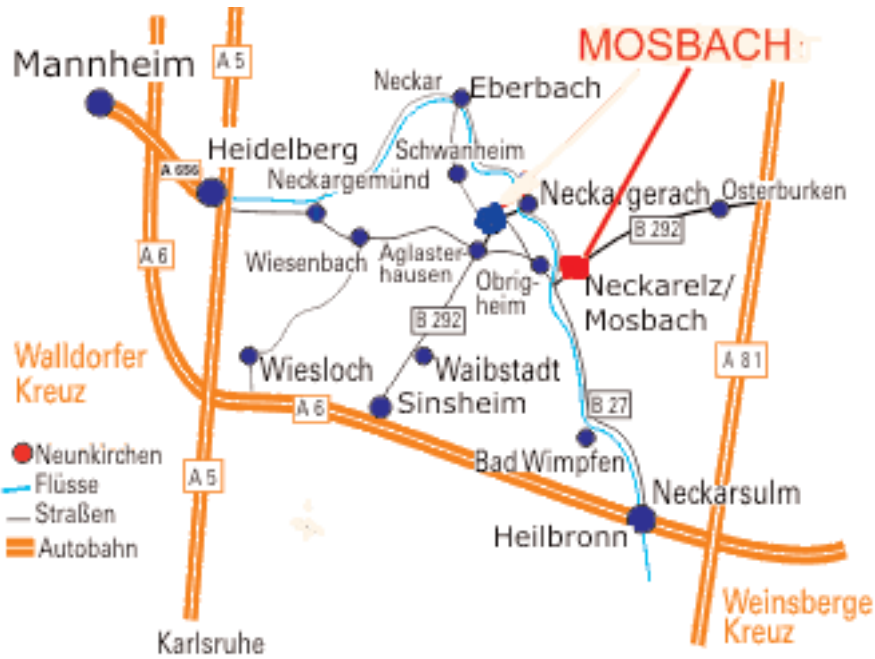 MOSBACH
A 5
Mannheim
Neckar
Eberbach
Heidelberg
Schwanheim
A 656
Neckargemünd
Neckargerach
Osterburken
B 292
A 6
Wiesenbach
Aglaster-
hausen
Obrig-
heim
Neckarelz/
Mosbach
B 292
Walldorfer
Kreuz
Wiesloch
Waibstadt
A 81
Sinsheim
A 6
B 27
Neunkirchen
Flüsse
Straßen
Autobahn
A 5
Bad Wimpfen
Neckarsulm
Heilbronn
Weinsberge
Kreuz
Karlsruhe